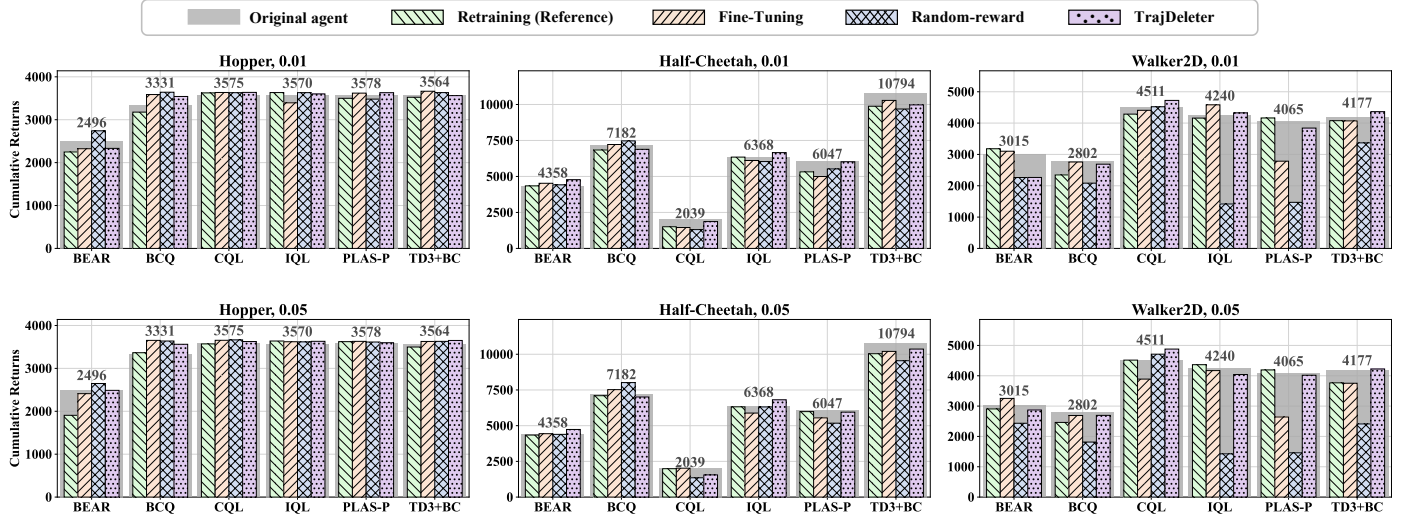 Original agent Retraining (Reference) Fine-Tuning Random-reward TrajDeleter
Hopper, 0.01 Half-Cheetah, 0.01 Walker2D, 0.01
Cumulative Returns
4000
3000
2000
1000
0
2496 3331 3575 3570 3578 3564
BEAR BCQ CQL IQL PLAS-P TD3+BC
10000
7500
5000
2500
0
4358 7182 2039 6368 6047 10794
BEAR BCQ CQL IQL PLAS-P TD3+BC
5000
4000
3000
2000
1000
0
3015 2802 4511 4240 4065 4177
BEAR BCQ CQL IQL PLAS-P TD3+BC
Hopper, 0.05 Half-Cheetah, 0.05 Walker2D, 0.05
Cumulative Returns
4000
3000
2000
1000
0
2496 3331 3575 3570 3578 3564
BEAR BCQ CQL IQL PLAS-P TD3+BC
10000
7500
5000
2500
0
4358 7182 2039 6368 6047 10794
BEAR BCQ CQL IQL PLAS-P TD3+BC
5000
4000
3000
2000
1000
0
3015 2802 4511 4240 4065 4177
BEAR BCQ CQL IQL PLAS-P TD3+BC